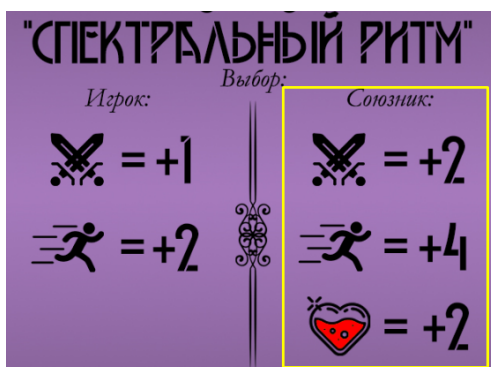 "СПЕКТРАЛЬНЫЙ РИТМ"
Выбор:
Игрок: Союзник:
= +1 = +2
= +2 = +4
= +2